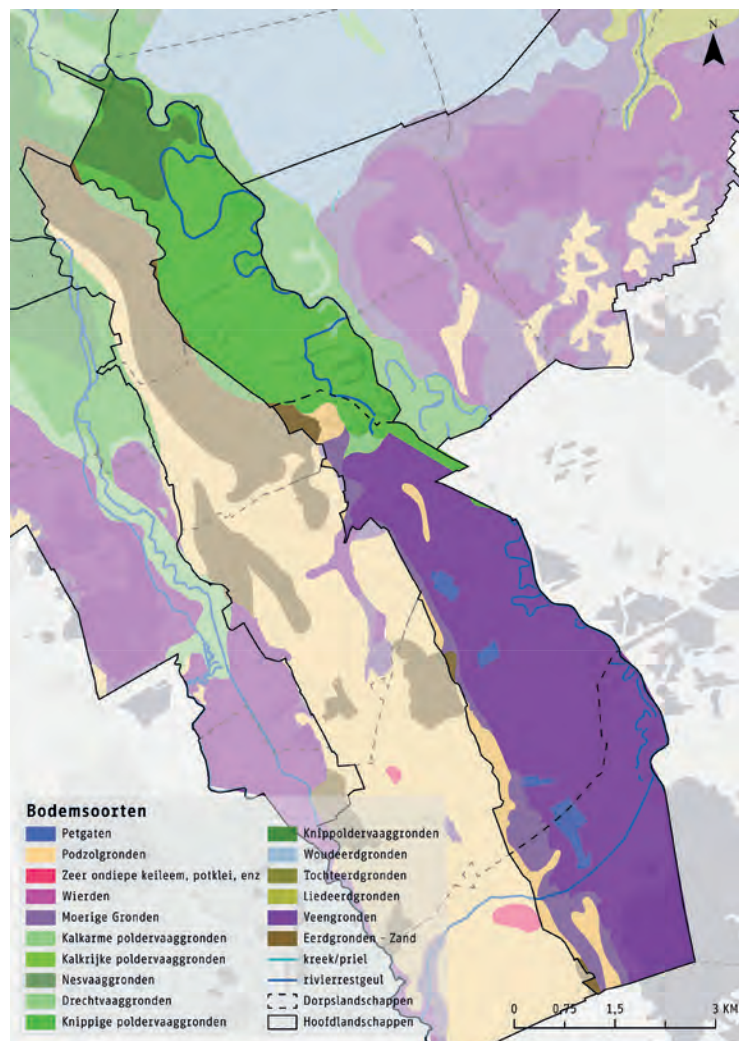 N
Bodemsoorten
Petgaten
Podzolgronden
Zeer ondiepe keileem, potklei, enz
Wierden
Moerige Gronden
Kalkarme poldervaaggronden
Kalkrijke poldervaaggronden
Nesvaaggronden
Drechtvaaggronden
Knippige poldervaaggronden
Knippoldervaaggronden
Woudeerdgronden
Tochteerdgronden
Liedeerdgronden
Veengronden
Eerdgronden - Zand
kreek/priel
rivierrestgeul
Dorpslandschappen
Hoofdlandschappen
0 0,75 1,5 3 KM